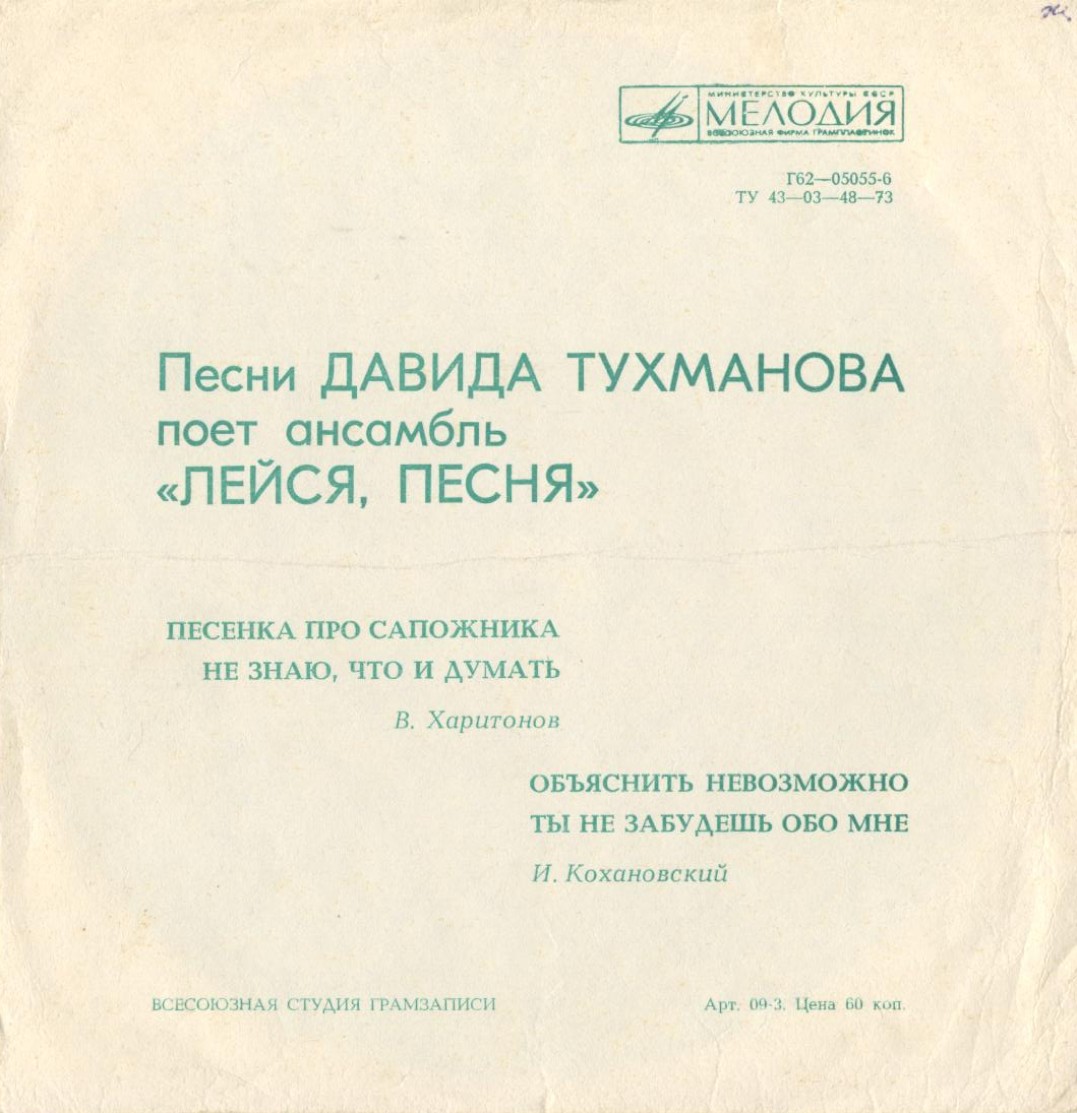 МИНИСТЕРСТВО КУЛЬТУРЫ СССР
МЕЛОДИЯ
ВСЕСОЮЗНАЯ ФИРМА ГРАМПЛАСТИНОК
Г62—05055-6
ТУ 43—03—48—73
Песни ДАВИДА ТУХМАНОВА
поет ансамбль
«ЛЕЙСЯ, ПЕСНЯ»
ПЕСЕНКА ПРО САПОЖНИКА
НЕ ЗНАЮ, ЧТО И ДУМАТЬ
В. Харитонов
ОБЪЯСНИТЬ НЕВОЗМОЖНО
ТЫ НЕ ЗАБУДЕШЬ ОБО МНЕ
И. Кохановский
ВСЕСОЮЗНАЯ СТУДИЯ ГРАМЗАПИСИ
Арт. 09-3. Цена 60 коп.